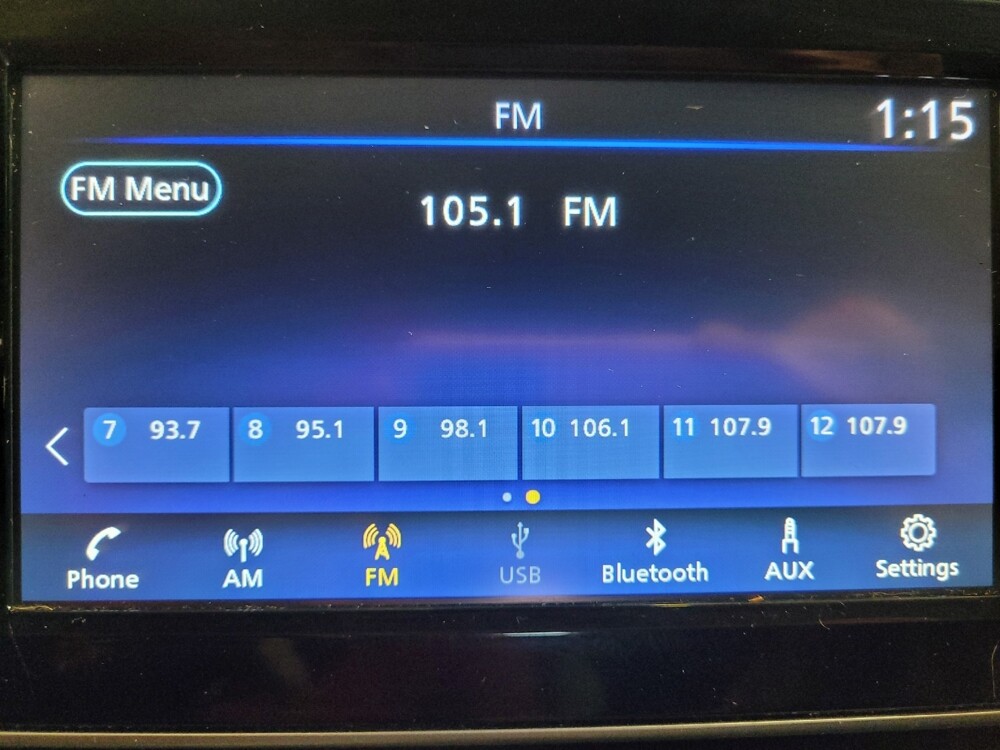 FM
1:15
FM Menu
105.1 FM
7 93.7 8 95.1 9 98.1 10 106.1 11 107.9 12 107.9
Phone AM FM USB Bluetooth AUX Settings